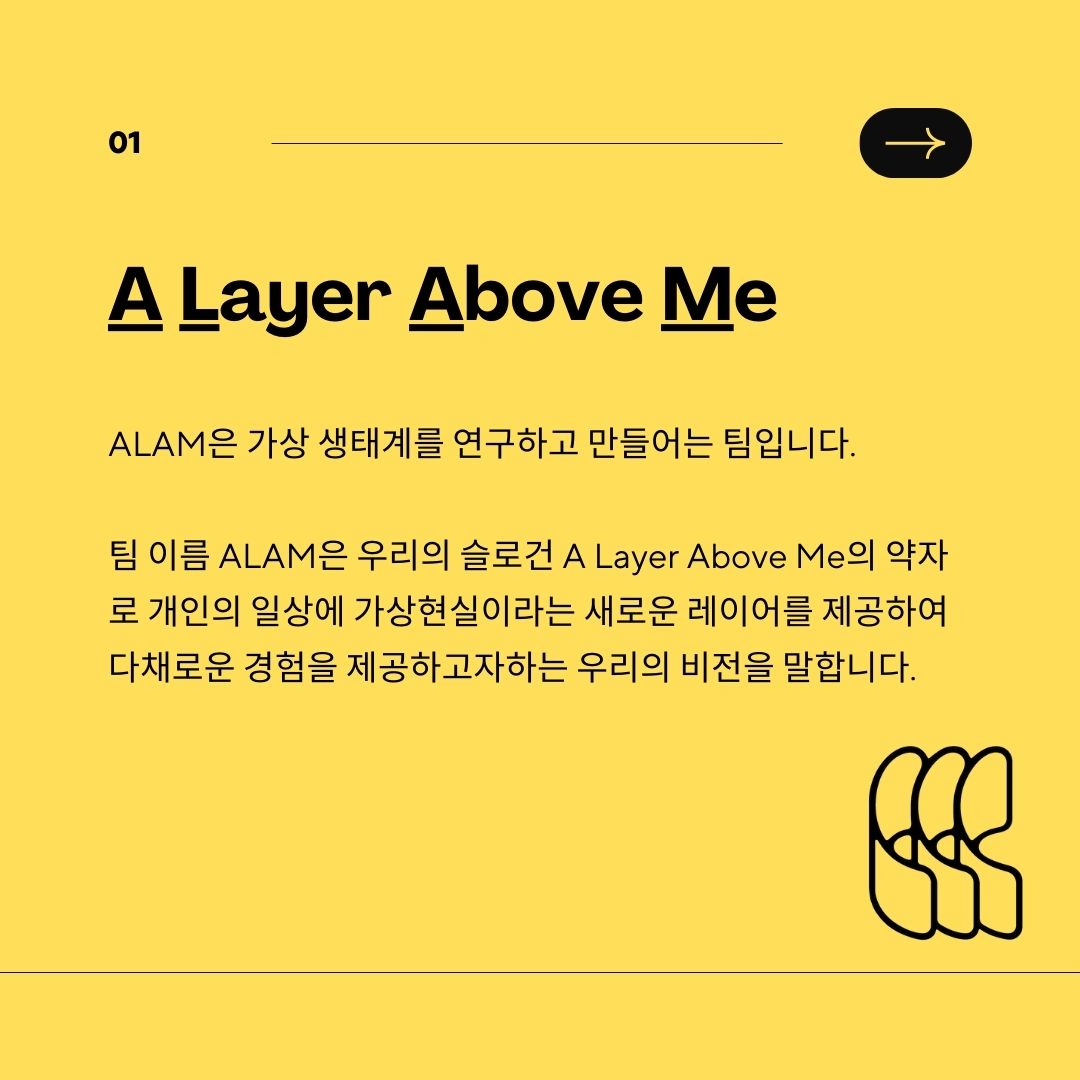 01
A Layer Above Me
ALAM은 가상 생태계를 연구하고 만들어는 팀입니다.
팀 이름 ALAM은 우리의 슬로건 A Layer Above Me의 약자
로 개인의 일상에 가상현실이라는 새로운 레이어를 제공하여
다채로운 경험을 제공하고자하는 우리의 비전을 말합니다.